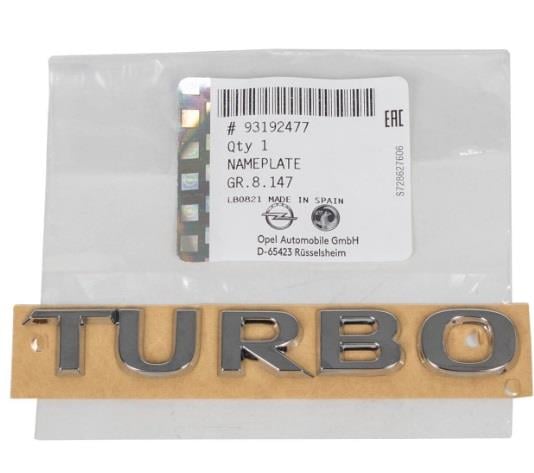 # 93192477
Qty 1
NAMEPLATE
GR.8.147
LB0821 MADE IN SPAIN
Opel Automobile GmbH
D-65423 Rüsselsheim
EAC
S728627606
TURBO